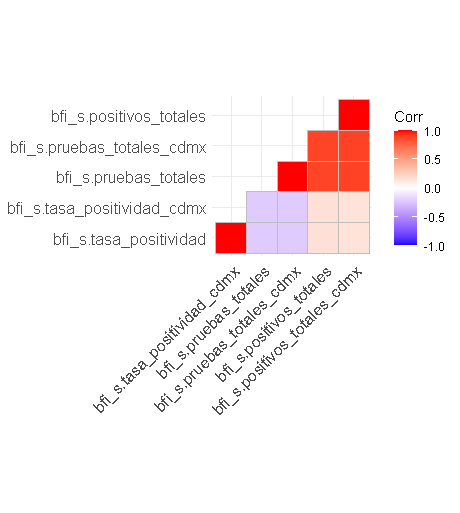 bfi_s.positivos_totales
bfi_s.pruebas_totales_cdmx
bfi_s.pruebas_totales
bfi_s.tasa_positividad_cdmx
bfi_s.tasa_positividad
bfi_s.tasa_positividad_cdmx
bfi_s.pruebas_totales
bfi_s.pruebas_totales_cdmx
bfi_s.positivos_totales
bfi_s.positivos_totales_cdmx
Corr
1.0
0.5
0.0
-0.5
-1.0